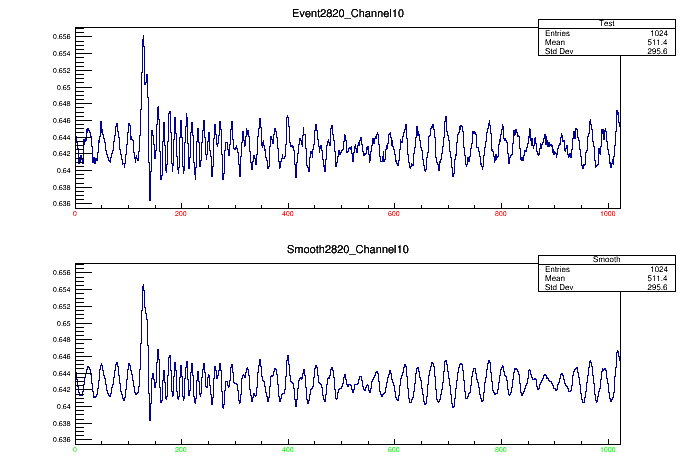 Event2820_Channel10
Test
Entries 1024
Mean 511.4
Std Dev 295.6
0.656
0.654
0.652
0.65
0.648
0.646
0.644
0.642
0.64
0.638
0.636
0 200 400 600 800 1000
Smooth2820_Channel10
Smooth
Entries 1024
Mean 511.4
Std Dev 295.6
0.656
0.654
0.652
0.65
0.648
0.646
0.644
0.642
0.64
0.638
0.636
0 200 400 600 800 1000